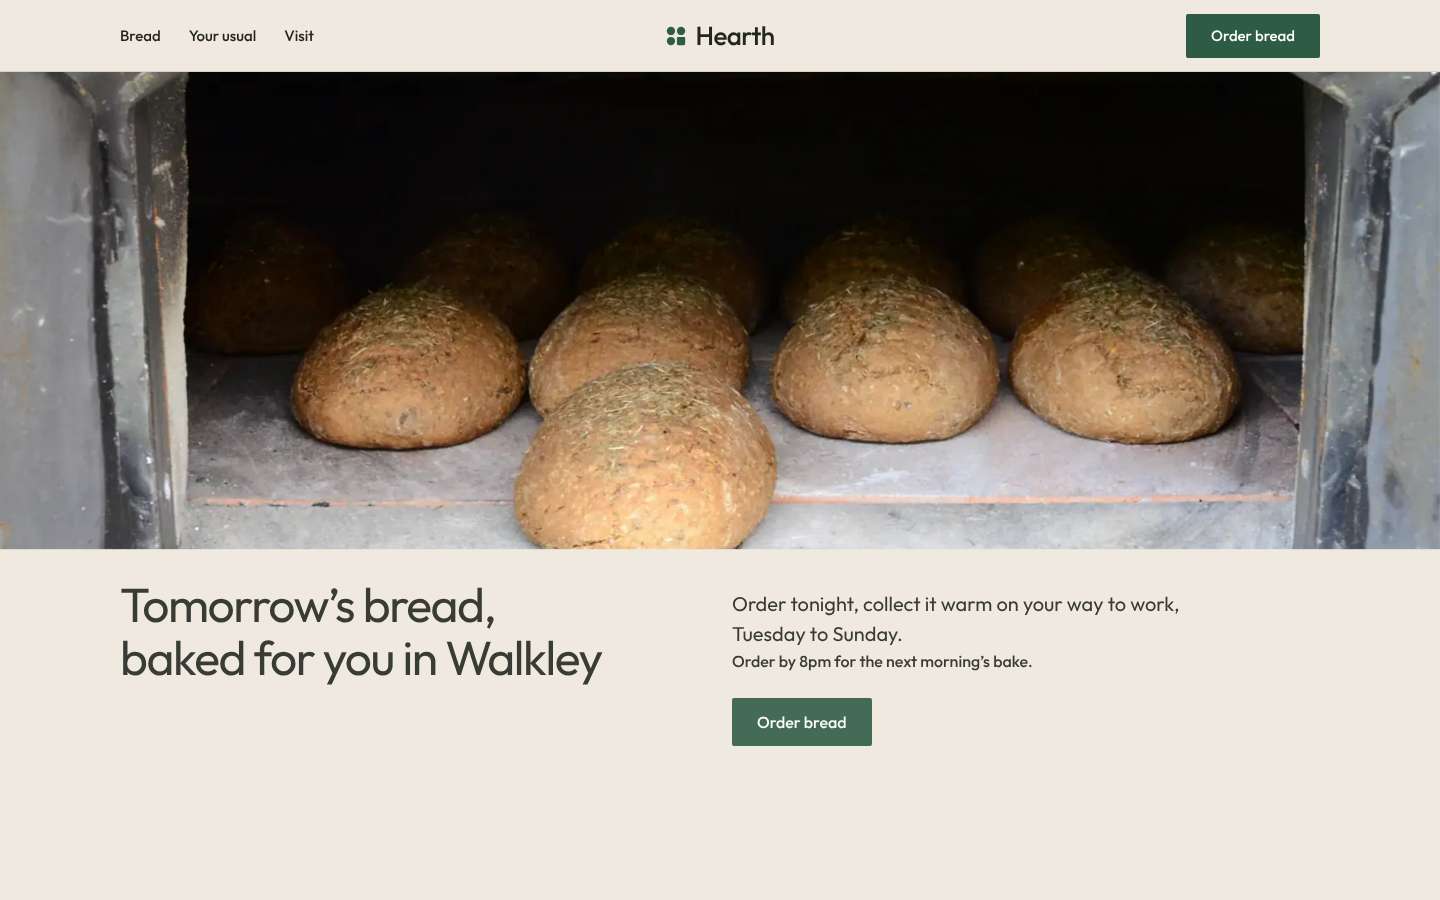 Bread
Your usual
Visit
Hearth
Order bread
Tomorrow’s bread,
baked for you in Walkley
Order tonight, collect it warm on your way to work,
Tuesday to Sunday.
Order by 8pm for the next morning’s bake.
Order bread